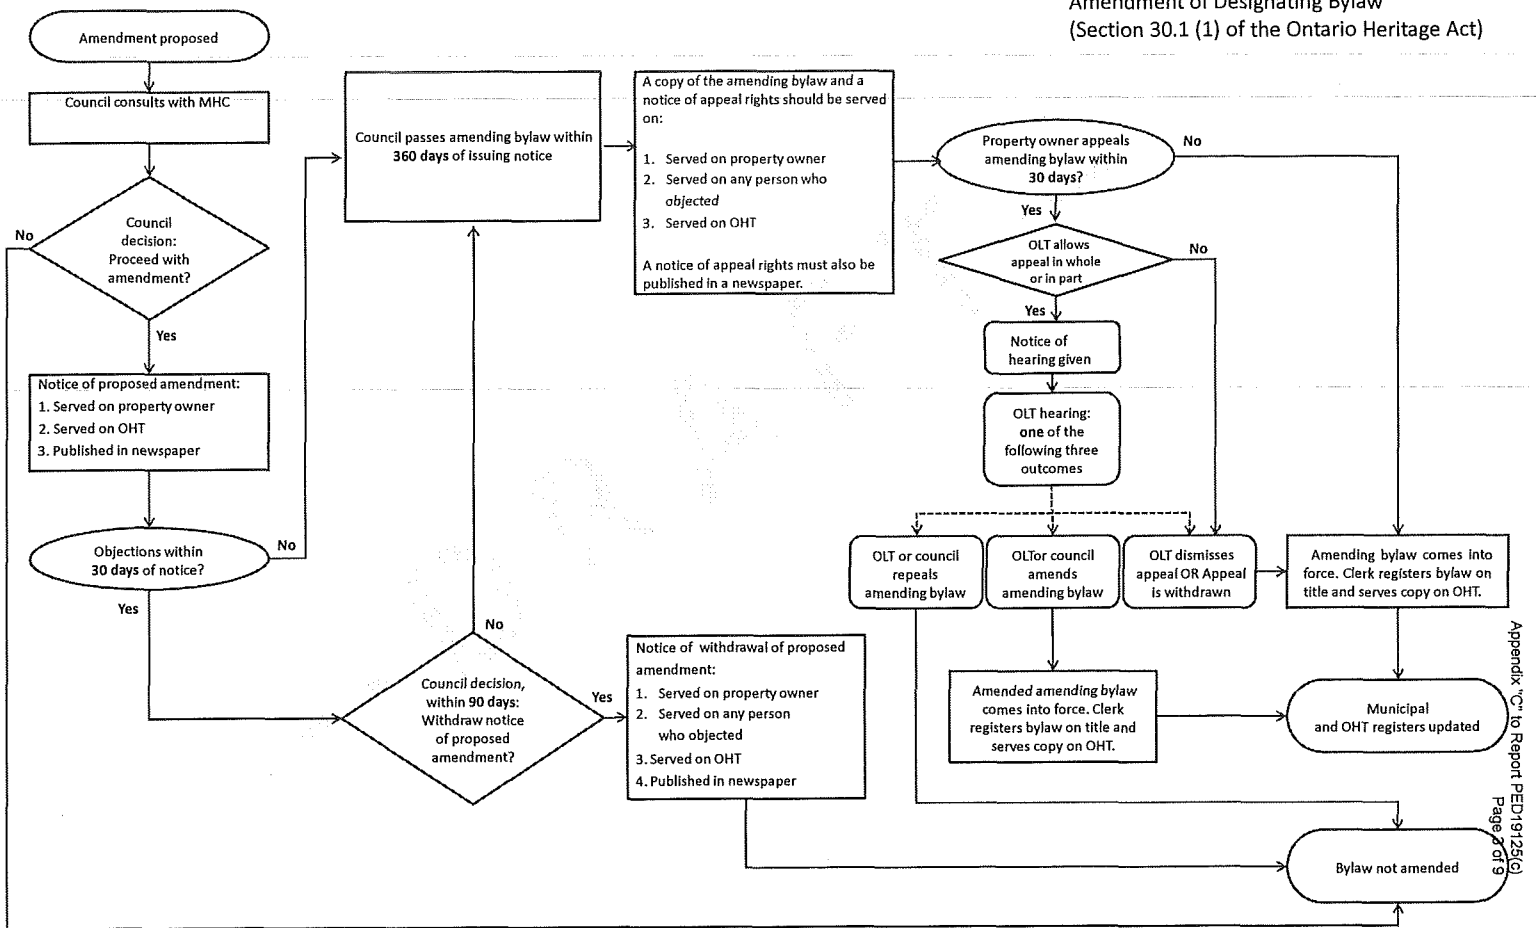 Amendment of Designating Bylaw
(Section 30.1 (1) of the Ontario Heritage Act)
Amendment proposed
Council consults with MHC
Council
decision:
Proceed with
amendment?
No
Yes
Notice of proposed amendment:
1. Served on property owner
2. Served on OHT
3. Published in newspaper
Objections within
30 days of notice?
No
Yes
Council passes amending bylaw within
360 days of issuing notice
Council decision,
within 90 days:
Withdraw notice
of proposed
amendment?
No
Yes
Notice of withdrawal of proposed
amendment:
1. Served on property owner
2. Served on any person
who objected
3. Served on OHT
4. Published in newspaper
A copy of the amending bylaw and a
notice of appeal rights should be served
on:
1. Served on property owner
2. Served on any person who
objected
3. Served on OHT
A notice of appeal rights must also be
published in a newspaper.
Property owner appeals
amending bylaw within
30 days?
No
Yes
OLT allows
appeal in whole
or in part
No
Yes
Notice of
hearing given
OLT hearing:
one of the
following three
outcomes
OLT or council
repeals
amending bylaw
OLTor council
amends
amending bylaw
OLT dismisses
appeal OR Appeal
is withdrawn
Amending bylaw comes into
force. Clerk registers bylaw on
title and serves copy on OHT.
Amended amending bylaw
comes into force. Clerk
registers bylaw on title and
serves copy on OHT.
Municipal
and OHT registers updated
Bylaw not amended
Appendix "C" to Report PED19125(c)
Page 3 of 9